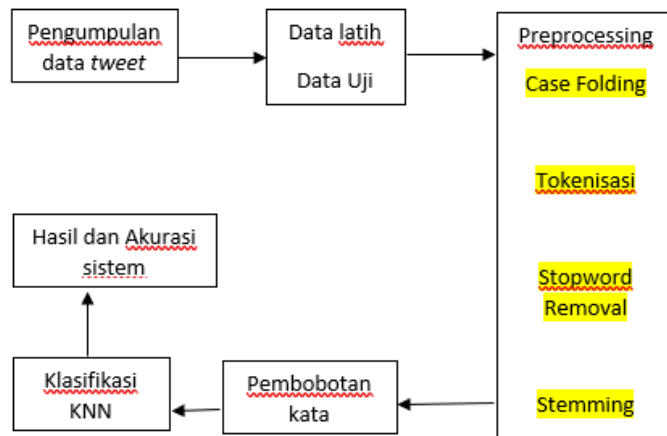 Pengumpulan
data tweet
Data latih
Data Uji
Preprocessing
Case Folding
Tokenisasi
Stopword
Removal
Stemming
Pembobotan
kata
Klasifikasi
KNN
Hasil dan Akurasi
sistem